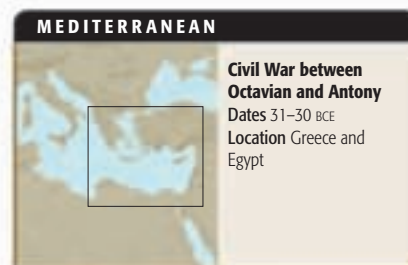 MEDITERRANEAN
Civil War between
Octavian and Antony
Dates 31–30 BCE
Location Greece and
Egypt